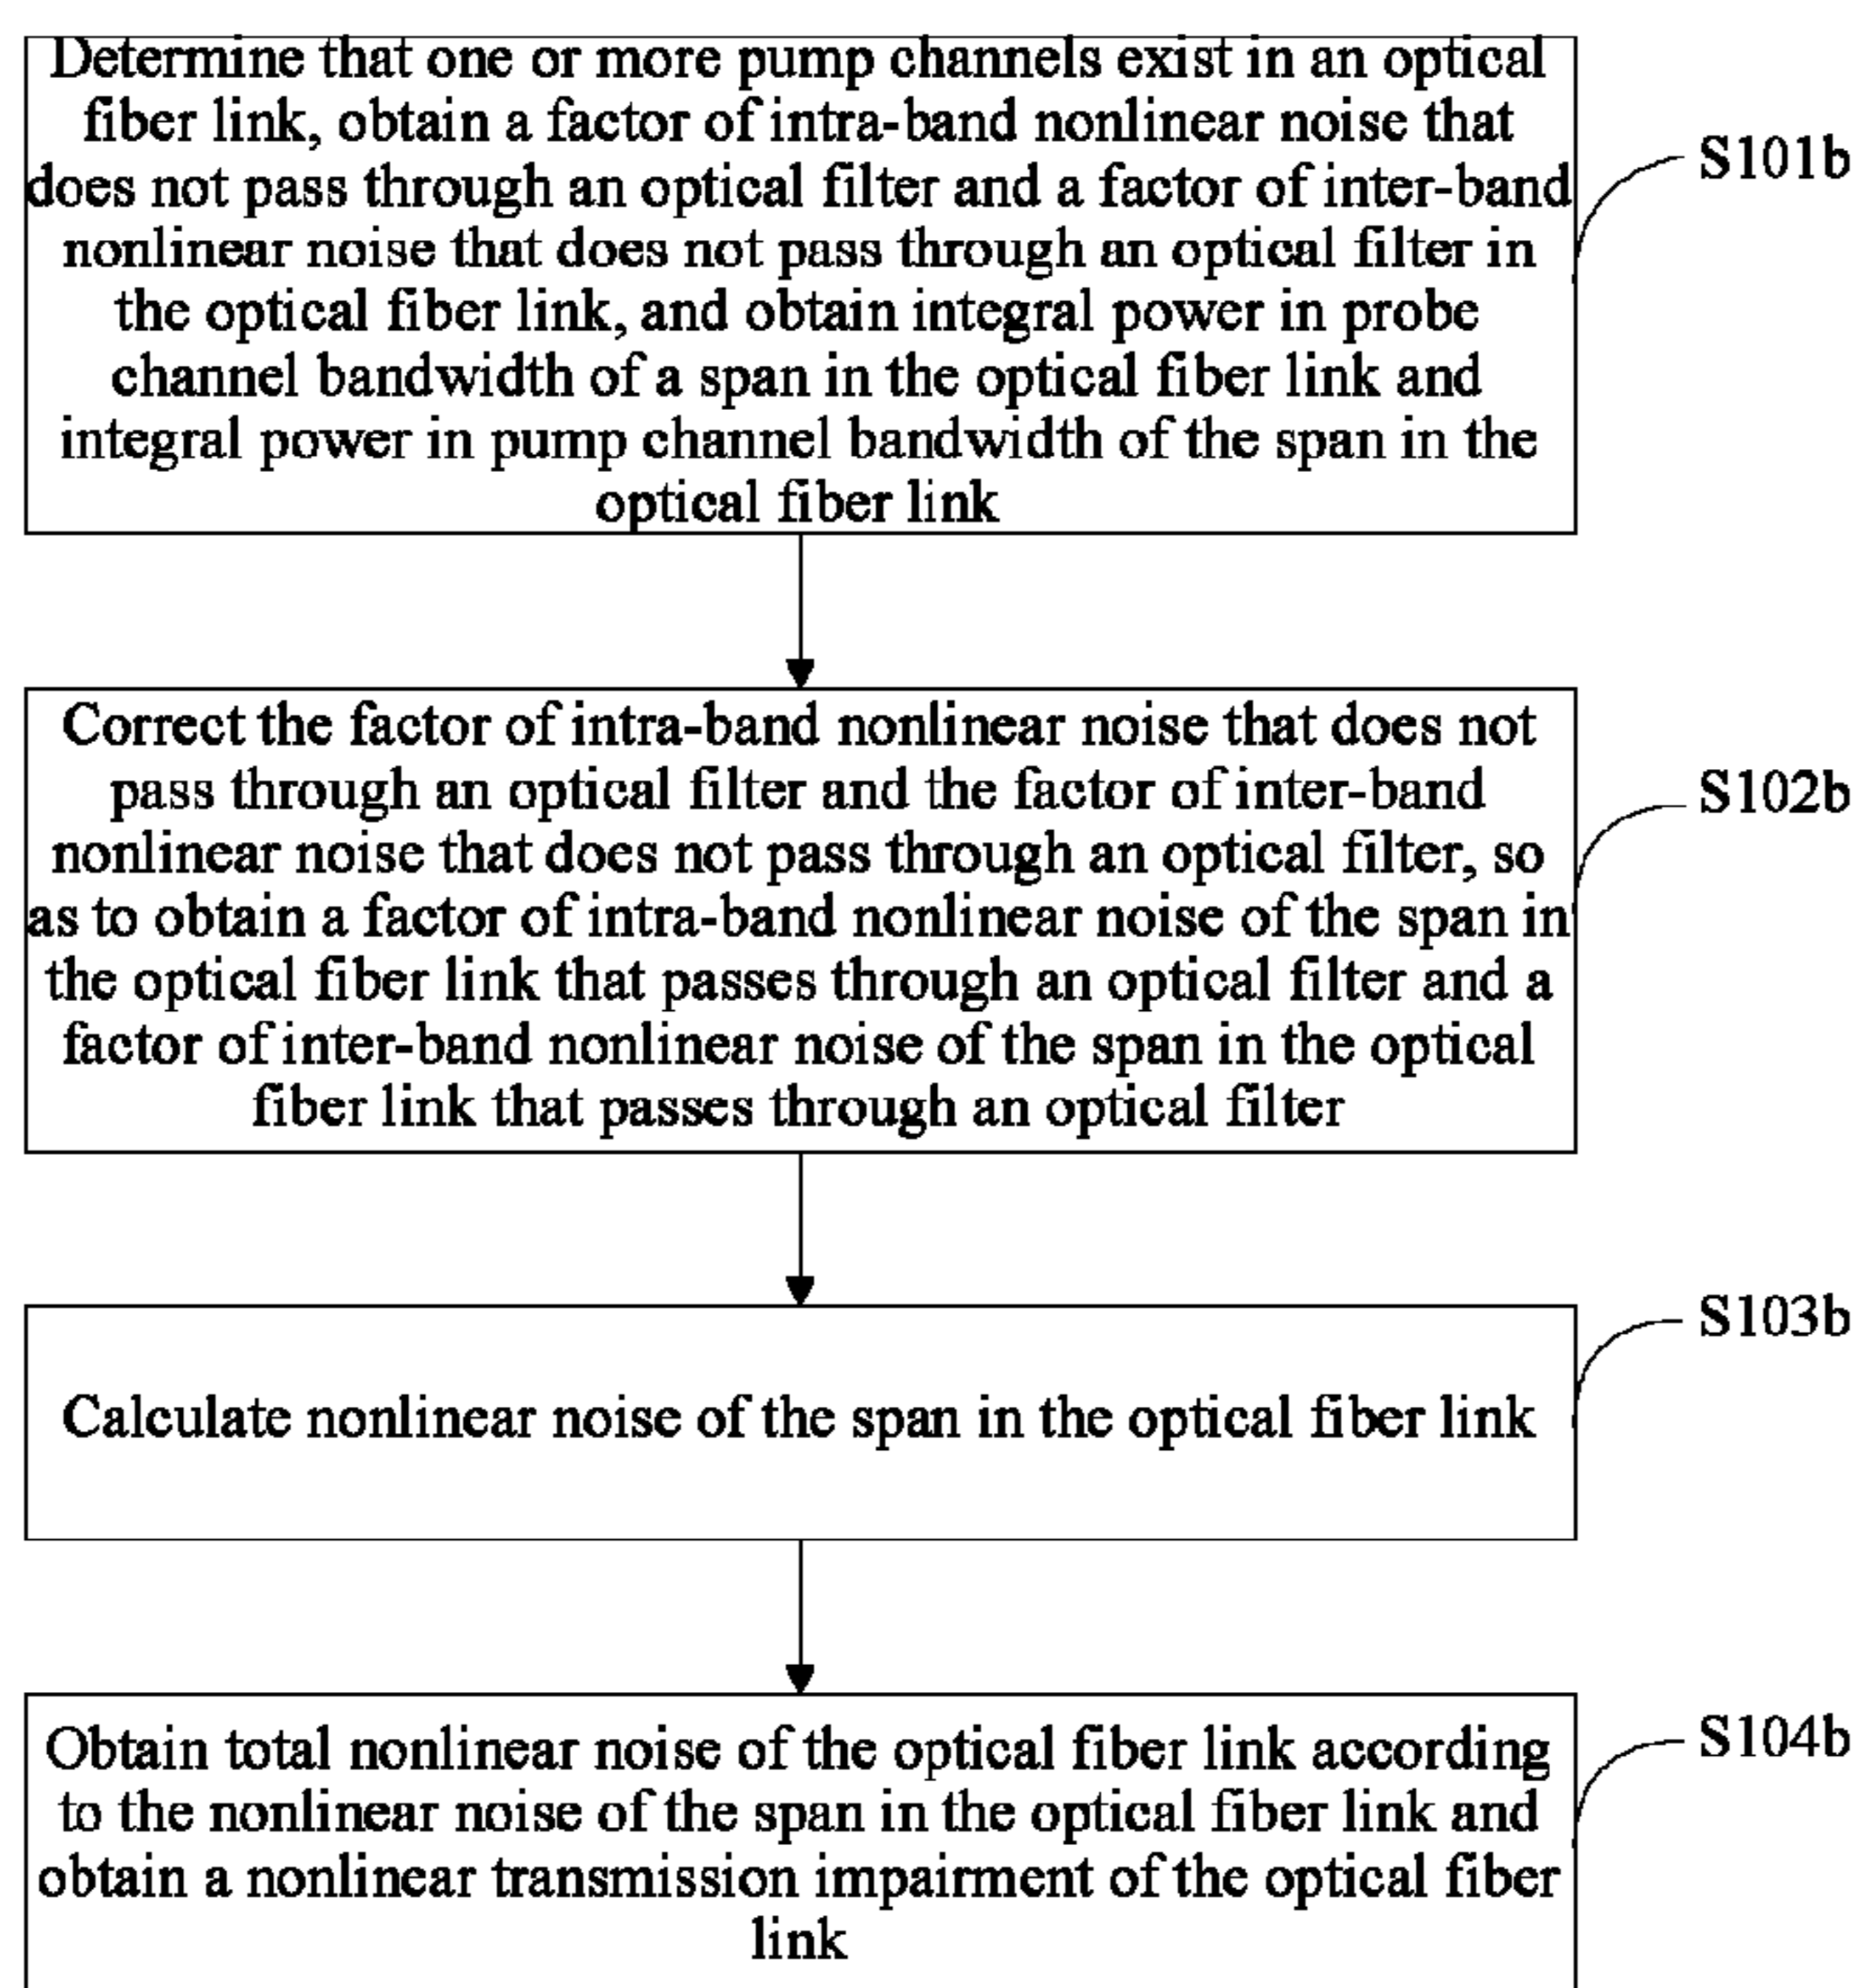 Determine that one or more pump channels exist in an optical
fiber link, obtain a factor of intra-band nonlinear noise that
does not pass through an optical filter and a factor of inter-band
nonlinear noise that does not pass through an optical filter in
the optical fiber link, and obtain integral power in probe
channel bandwidth of a span in the optical fiber link and
integral power in pump channel bandwidth of the span in the
optical fiber link
S101b
Correct the factor of intra-band nonlinear noise that does not
pass through an optical filter and the factor of inter-band
nonlinear noise that does not pass through an optical filter, so
as to obtain a factor of intra-band nonlinear noise of the span in
the optical fiber link that passes through an optical filter and a
factor of inter-band nonlinear noise of the span in the optical
fiber link that passes through an optical filter
S102b
Calculate nonlinear noise of the span in the optical fiber link
S103b
Obtain total nonlinear noise of the optical fiber link according
to the nonlinear noise of the span in the optical fiber link and
obtain a nonlinear transmission impairment of the optical fiber
link
S104b